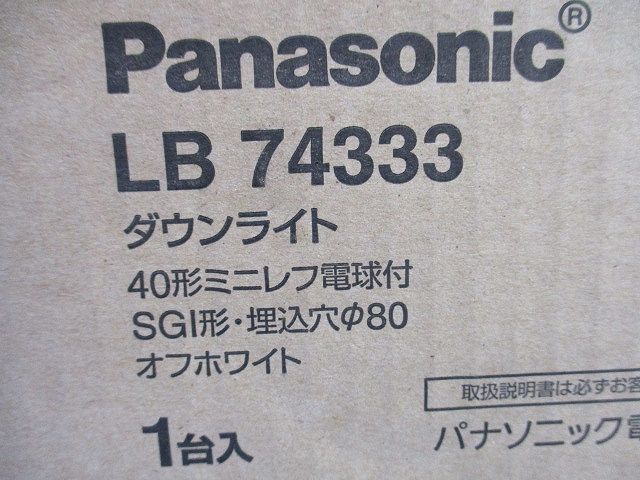 Panasonic®
LB 74333
ダウンライト
40形ミニレフ電球付
SGI形・埋込穴φ80
オフホワイト
取扱説明書は必ずお客
1台入
パナソニック電